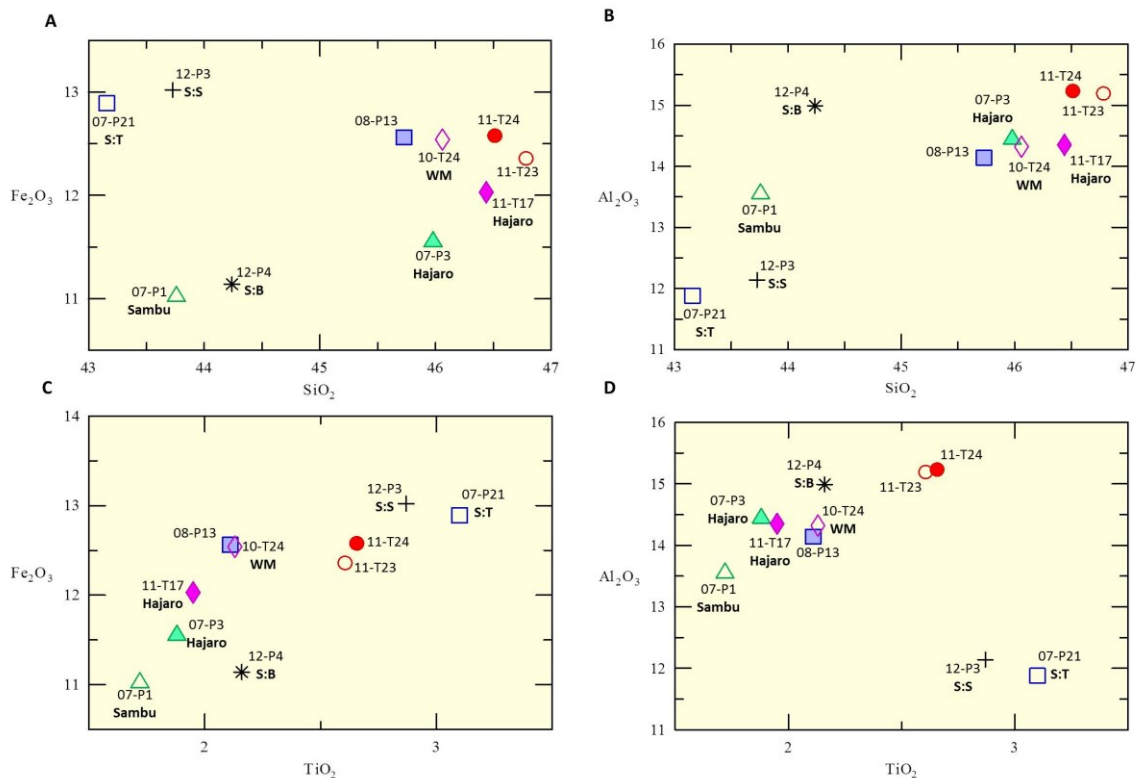 A
13
12
11
Fe₂O₃
43
44
45
46
47
SiO₂
12-P3
S:S
07-P21
S:T
08-P13
10-T24
WM
11-T24
11-T23
11-T17
Hajaro
07-P3
Hajaro
12-P4
S:B
07-P1
Sambu
B
16
15
14
13
12
11
Al₂O₃
43
44
45
46
47
SiO₂
12-P4
S:B
11-T24
11-T23
07-P3
Hajaro
08-P13
10-T24
WM
11-T17
Hajaro
07-P1
Sambu
12-P3
S:S
07-P21
S:T
C
14
13
12
11
Fe₂O₃
2
3
TiO₂
12-P3
S:S
07-P21
S:T
08-P13
10-T24
WM
11-T24
11-T23
11-T17
Hajaro
07-P3
Hajaro
12-P4
S:B
07-P1
Sambu
D
16
15
14
13
12
11
Al₂O₃
2
3
TiO₂
12-P4
S:B
11-T24
11-T23
07-P3
Hajaro
10-T24
WM
11-T17
Hajaro
08-P13
07-P1
Sambu
12-P3
S:S
07-P21
S:T